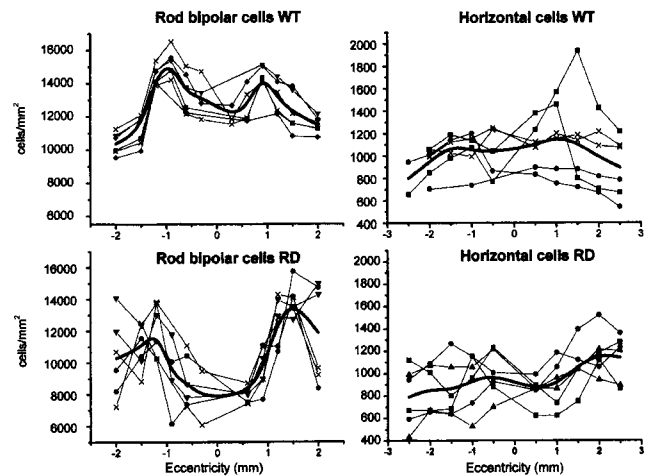 Rod bipolar cells WT
Horizontal cells WT
cells/mm²
16000
14000
12000
10000
8000
6000
-2 -1 0 1 2
2000
1800
1600
1400
1200
1000
800
600
400
-3 -2 -1 0 1 2 3
Rod bipolar cells RD
Horizontal cells RD
cells/mm²
16000
14000
12000
10000
8000
6000
-2 -1 0 1 2
Eccentricity (mm)
2000
1800
1600
1400
1200
1000
800
600
400
-3 -2 -1 0 1 2 3
Eccentricity (mm)